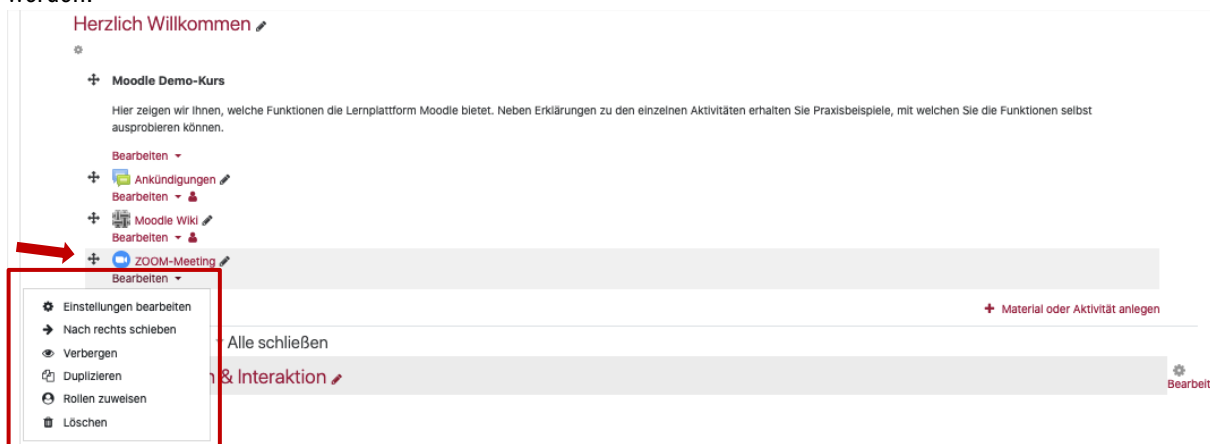 werden.
Herzlich Willkommen
Moodle Demo-Kurs
Hier zeigen wir Ihnen, welche Funktionen die Lernplattform Moodle bietet. Neben Erklärungen zu den einzelnen Aktivitäten erhalten Sie Praxisbeispiele, mit welchen Sie die Funktionen selbst
ausprobieren können.
Bearbeiten
Ankündigungen
Bearbeiten
Moodle Wiki
Bearbeiten
ZOOM-Meeting
Bearbeiten
Einstellungen bearbeiten
Nach rechts schieben
Verbergen
Duplizieren
Rollen zuweisen
Löschen
Material oder Aktivität anlegen
Alle schließen
& Interaktion
Bearbeit